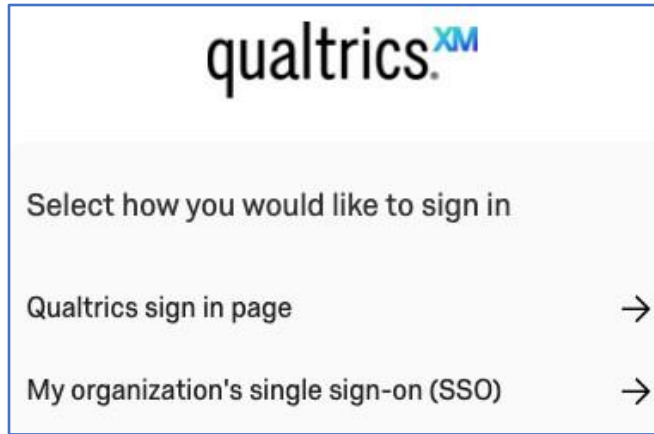 qualtrics.XM
Select how you would like to sign in
Qualtrics sign in page →
My organization's single sign-on (SSO) →